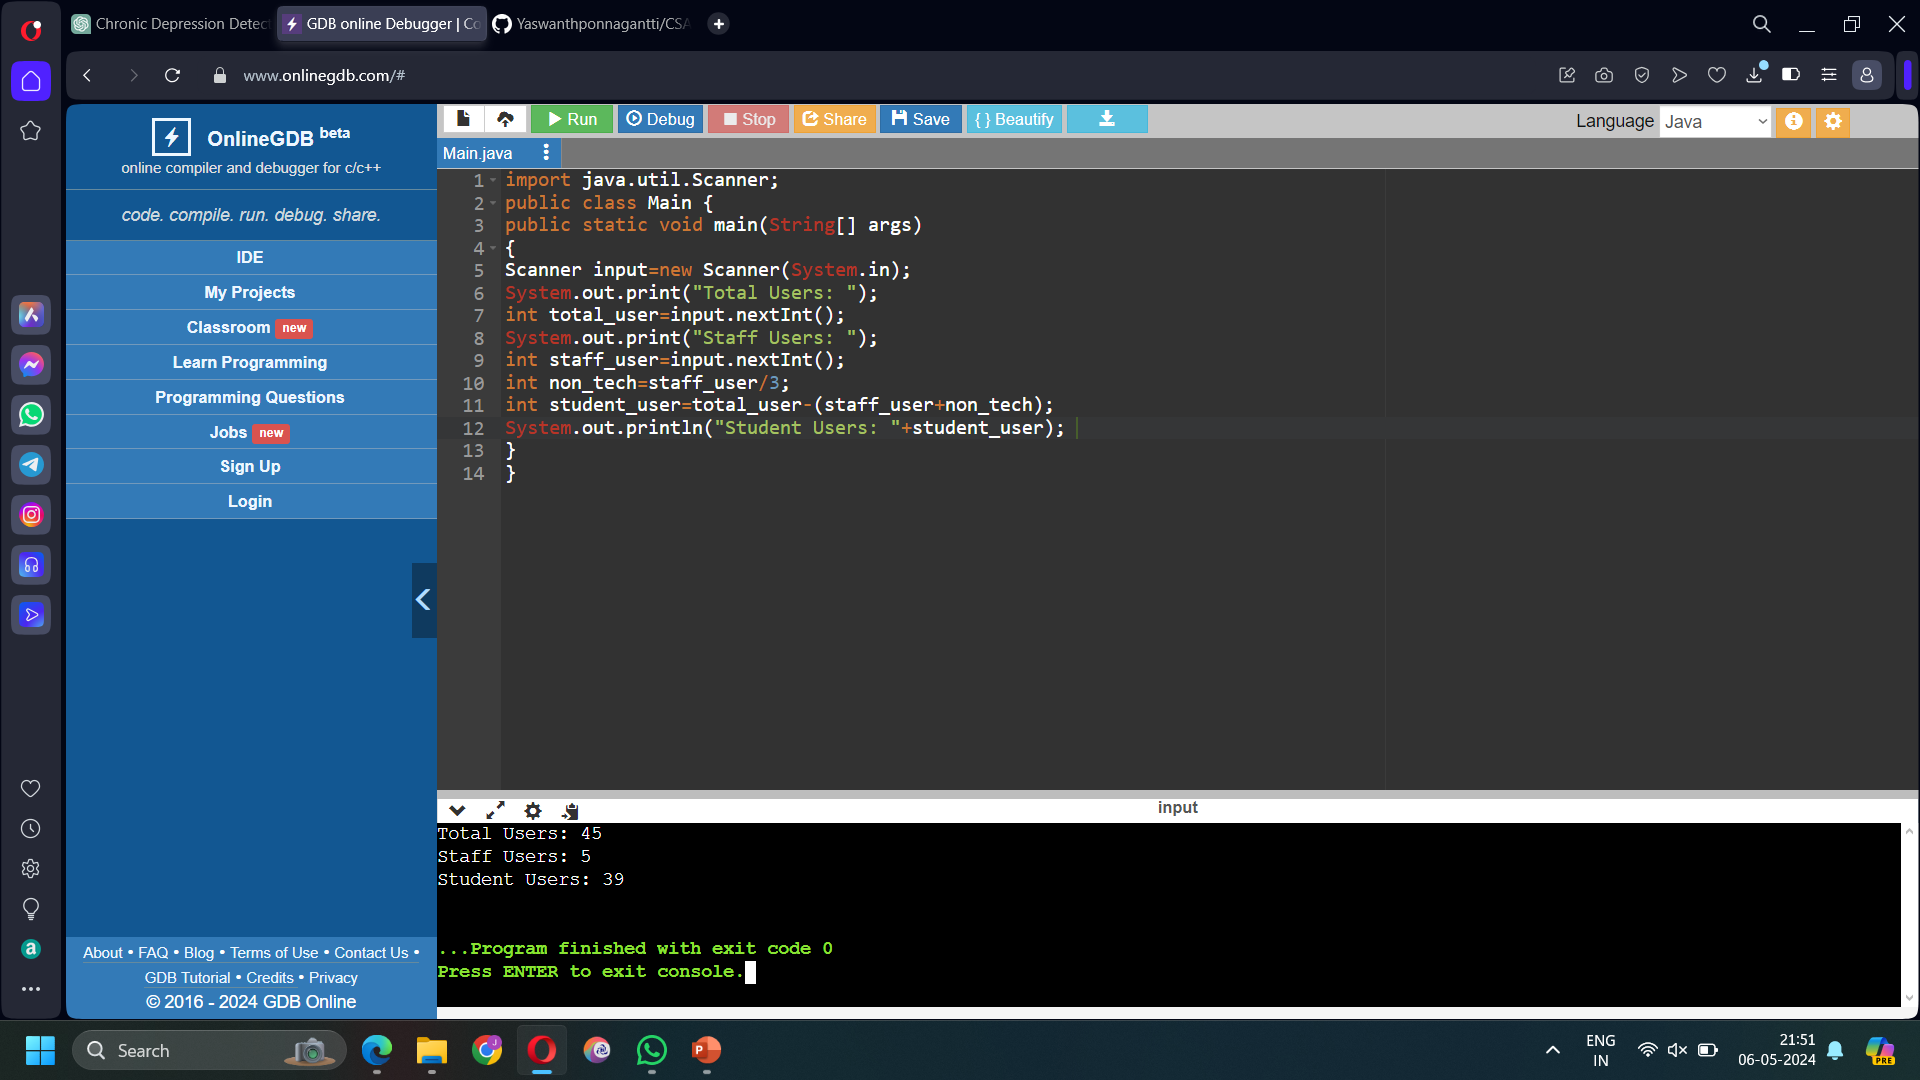 Chronic Depression Detect
GDB online Debugger | Co
Yaswanthponnagantti/CSA
www.onlinegdb.com/#
OnlineGDB beta
online compiler and debugger for c/c++
code. compile. run. debug. share.
IDE
My Projects
Classroom new
Learn Programming
Programming Questions
Jobs new
Sign Up
Login
About • FAQ • Blog • Terms of Use • Contact Us •
GDB Tutorial • Credits • Privacy
© 2016 - 2024 GDB Online
Run
Debug
Stop
Share
Save
{ } Beautify
Language Java
Main.java
1 import java.util.Scanner;
2 public class Main {
3 public static void main(String[] args)
4 {
5 Scanner input=new Scanner(System.in);
6 System.out.print("Total Users: ");
7 int total_user=input.nextInt();
8 System.out.print("Staff Users: ");
9 int staff_user=input.nextInt();
10 int non_tech=staff_user/3;
11 int student_user=total_user-(staff_user+non_tech);
12 System.out.println("Student Users: "+student_user);
13 }
14 }
input
Total Users: 45
Staff Users: 5
Student Users: 39
...Program finished with exit code 0
Press ENTER to exit console.
Search
ENG
IN
21:51
06-05-2024
PRE